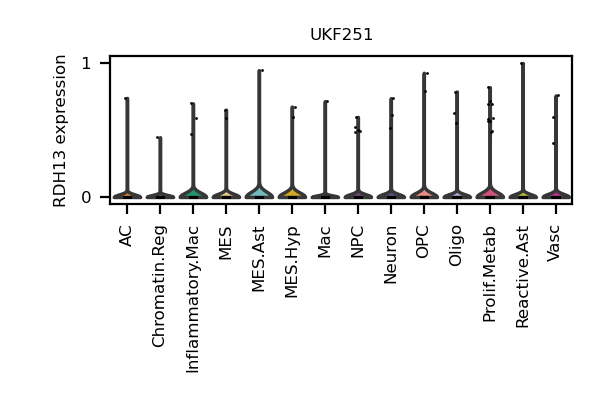 UKF251
RDH13 expression
1
0
AC
Chromatin.Reg
Inflammatory.Mac
MES
MES.Ast
MES.Hyp
Mac
NPC
Neuron
OPC
Oligo
Prolif.Metab
Reactive.Ast
Vasc